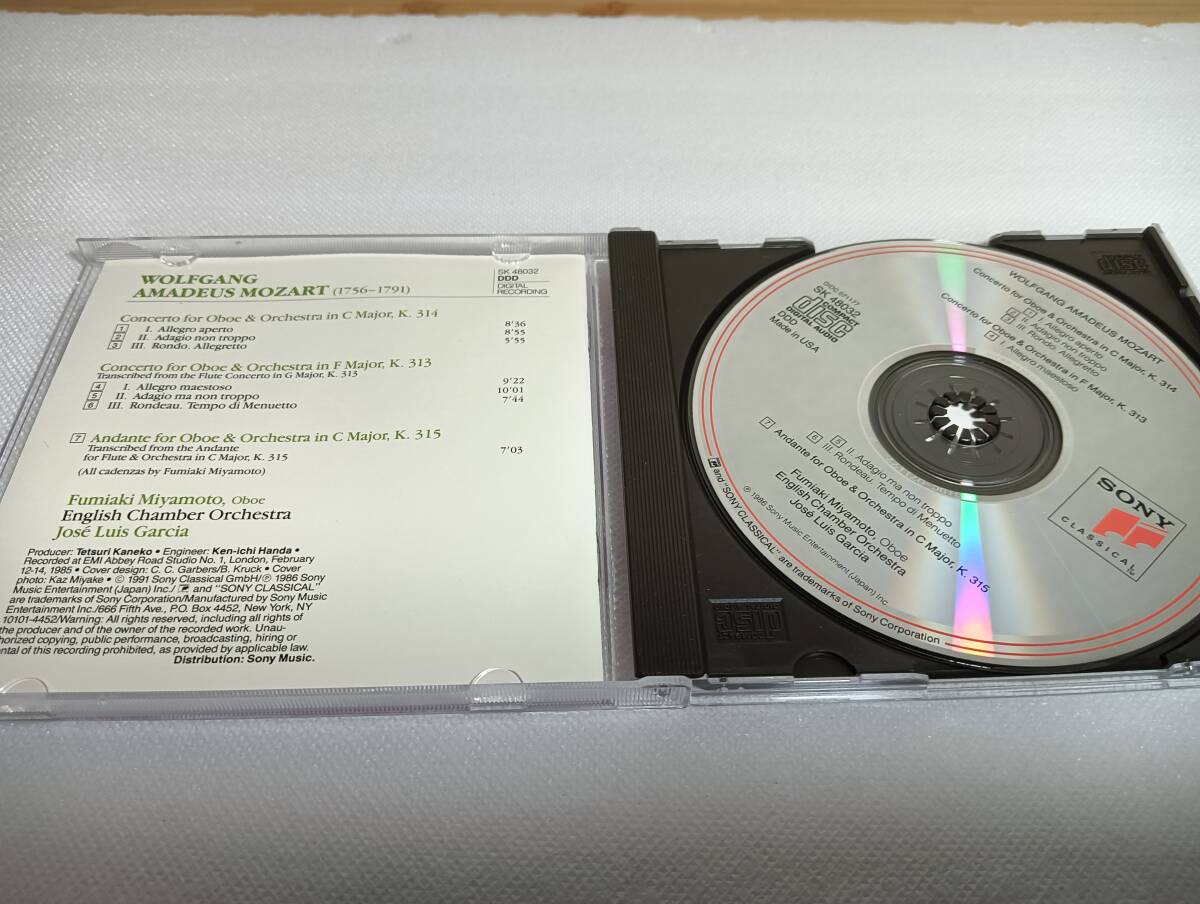 WOLFGANG
AMADEUS MOZART (1756–1791)
SK 48032
DDD
DIGITAL
RECORDING
Concerto for Oboe & Orchestra in C Major, K. 314
1 I. Allegro aperto 8'36
2 II. Adagio non troppo 8'55
3 III. Rondo. Allegretto 5'55
Concerto for Oboe & Orchestra in F Major, K. 313
Transcribed from the Flute Concerto in G Major, K. 313
4 I. Allegro maestoso 9'22
5 II. Adagio ma non troppo 10'01
6 III. Rondeau. Tempo di Menuetto 7'44
7 Andante for Oboe & Orchestra in C Major, K. 315
Transcribed from the Andante
for Flute & Orchestra in C Major, K. 315 7'03
(All cadenzas by Fumiaki Miyamoto)
Fumiaki Miyamoto, Oboe
English Chamber Orchestra
José Luis Garcia
Producer: Tetsuri Kaneko • Engineer: Ken-ichi Handa •
Recorded at EMI Abbey Road Studio No. 1, London, February
12-14, 1985 • Cover design: C. C. Garbers/B. Kruck • Cover
photo: Kaz Miyake • © 1991 Sony Classical GmbH/℗ 1986 Sony
Music Entertainment (Japan) Inc./ and "SONY CLASSICAL"
are trademarks of Sony Corporation/Manufactured by Sony Music
Entertainment Inc./666 Fifth Ave., P.O. Box 4452, New York, NY
10101-4452/Warning: All rights reserved, including all rights of
the producer and of the owner of the recorded work. Unau-
horized copying, public performance, broadcasting, hiring or
ental of this recording prohibited, as provided by applicable law.
Distribution: Sony Music.
WOLFGANG AMADEUS MOZART
Concerto for Oboe & Orchestra in C Major, K. 314
1 I. Allegro aperto
2 II. Adagio non troppo
3 III. Rondo. Allegretto
Concerto for Oboe & Orchestra in F Major, K. 313
4 I. Allegro maestoso
5 II. Adagio ma non troppo
6 III. Rondeau. Tempo di Menuetto
7 Andante for Oboe & Orchestra in C Major, K. 315
Fumiaki Miyamoto, Oboe
English Chamber Orchestra
José Luis Garcia
℗ 1986 Sony Music Entertainment (Japan) Inc.
and "SONY CLASSICAL" are trademarks of Sony Corporation
SK 48032
COMPACT
disc
DIGITAL AUDIO
DDD
Made in USA
SONY
CLASSICAL